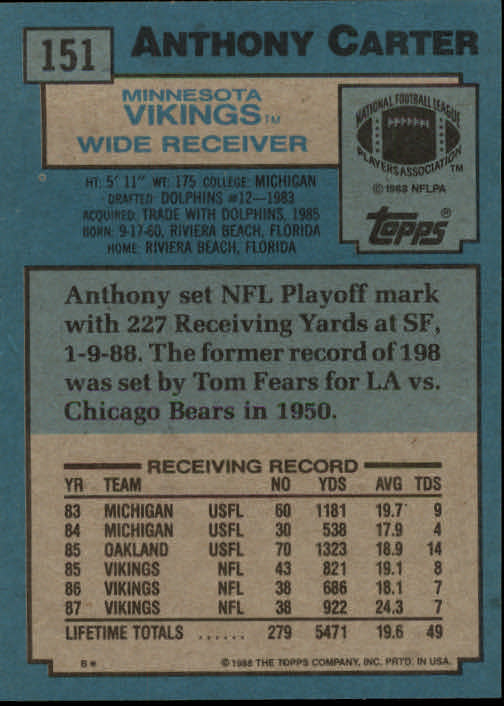 151
ANTHONY CARTER
MINNESOTA
VIKINGS TM
WIDE RECEIVER
NATIONAL FOOTBALL LEAGUE
PLAYERS ASSOCIATION TM
© 1988 NFLPA
topps®
HT: 5' 11" WT: 175 COLLEGE: MICHIGAN
DRAFTED: DOLPHINS #12—1983
ACQUIRED: TRADE WITH DOLPHINS, 1985
BORN: 9-17-60, RIVIERA BEACH, FLORIDA
HOME: RIVIERA BEACH, FLORIDA
Anthony set NFL Playoff mark
with 227 Receiving Yards at SF,
1-9-88. The former record of 198
was set by Tom Fears for LA vs.
Chicago Bears in 1950.
RECEIVING RECORD
YR TEAM NO YDS AVG TDS
83 MICHIGAN USFL 60 1181 19.7 9
84 MICHIGAN USFL 30 538 17.9 4
85 OAKLAND USFL 70 1323 18.9 14
85 VIKINGS NFL 43 821 19.1 8
86 VIKINGS NFL 38 686 18.1 7
87 VIKINGS NFL 38 922 24.3 7
LIFETIME TOTALS ...... 279 5471 19.6 49
B* © 1988 THE TOPPS COMPANY, INC. PRT'D. IN USA.